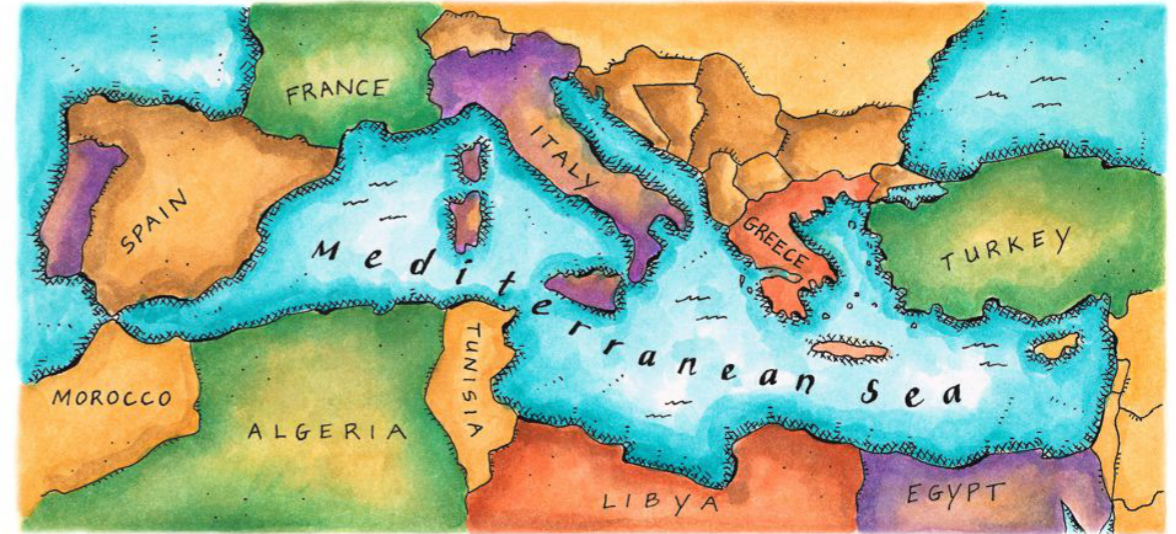 FRANCE
ITALY
SPAIN
GREECE
TURKEY
Mediterranean Sea
TUNISIA
MOROCCO
ALGERIA
LIBYA
EGYPT